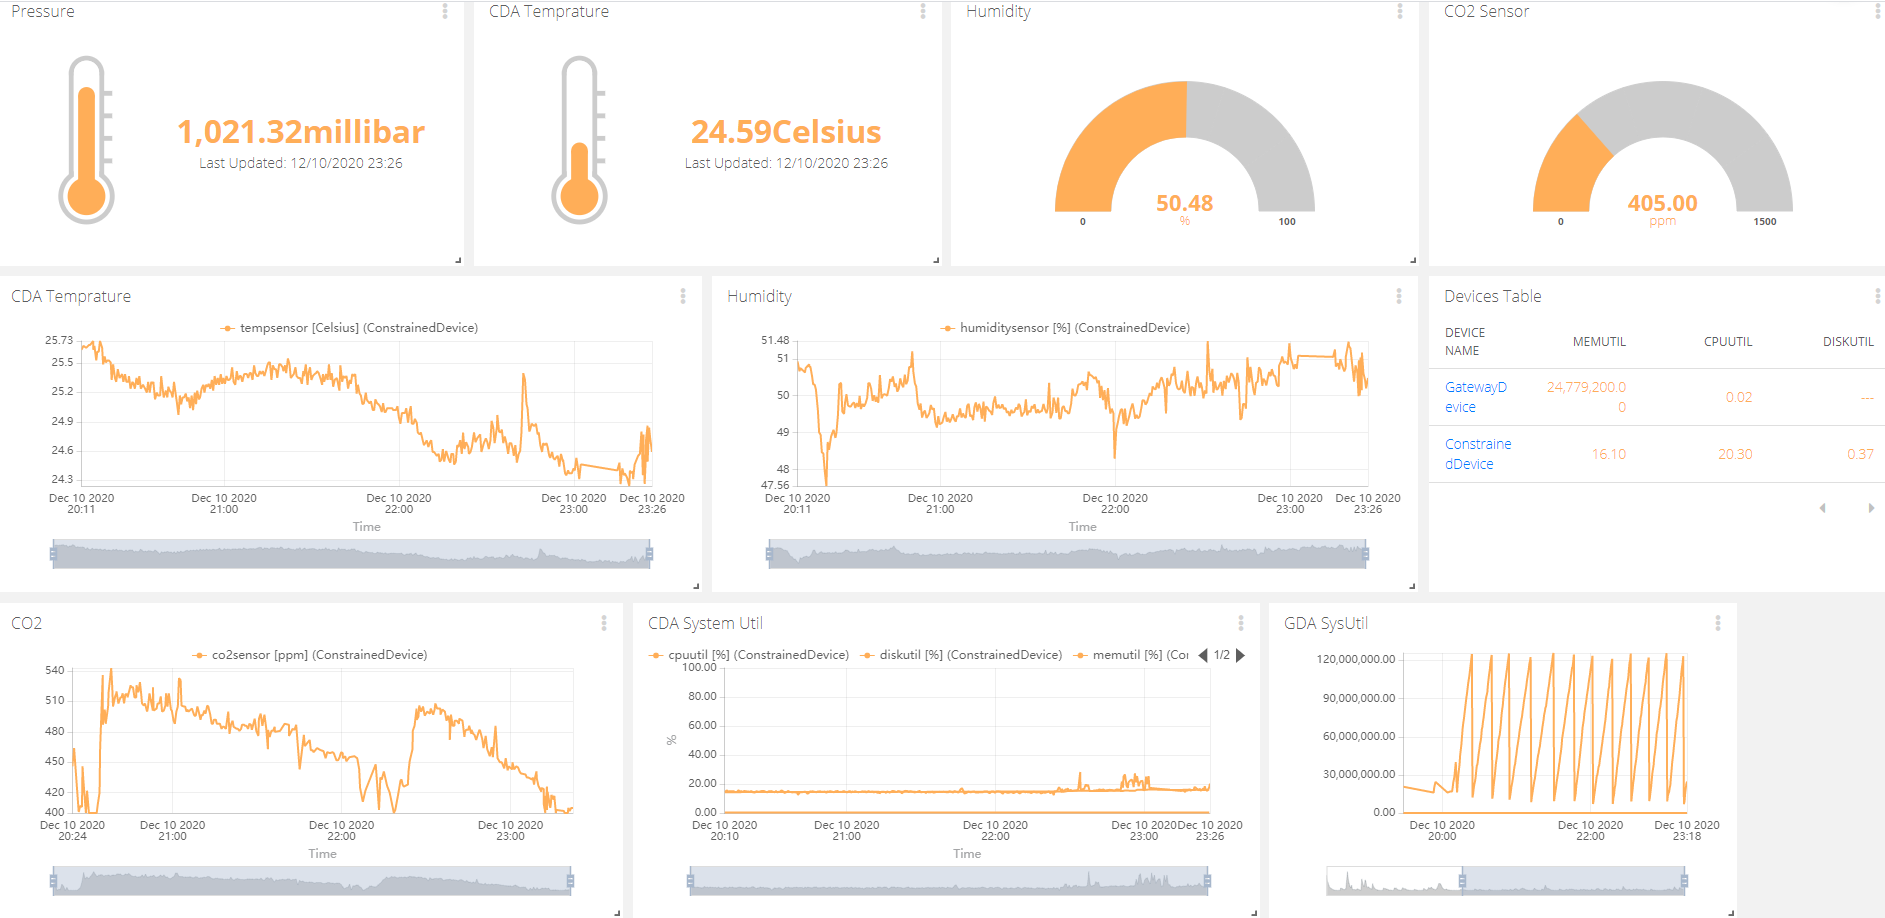 Pressure
1,021.32millibar
Last Updated: 12/10/2020 23:26
CDA Temprature
24.59Celsius
Last Updated: 12/10/2020 23:26
Humidity
50.48
%
0
100
CO2 Sensor
405.00
ppm
0
1500
CDA Temprature
tempsensor [Celsius] (ConstrainedDevice)
25.73
25.5
25.2
24.9
24.6
24.3
Dec 10 2020 Dec 10 2020 Dec 10 2020 Dec 10 2020 Dec 10 2020
20:11 21:00 22:00 23:00 23:26
Time
Humidity
humiditysensor [%] (ConstrainedDevice)
51.48
51
50
49
48
47.56
Dec 10 2020 Dec 10 2020 Dec 10 2020 Dec 10 2020 Dec 10 2020
20:11 21:00 22:00 23:00 23:26
Time
Devices Table
DEVICE
NAME
MEMUTIL
CPUUTIL
DISKUTIL
GatewayD
evice
24,779,200.0
0
0.02
---
Constraine
dDevice
16.10
20.30
0.37
CO2
co2sensor [ppm] (ConstrainedDevice)
540
510
480
450
420
400
Dec 10 2020 Dec 10 2020 Dec 10 2020 Dec 10 2020
20:24 21:00 22:00 23:00
Time
CDA System Util
cpuutil [%] (ConstrainedDevice) diskutil [%] (ConstrainedDevice) memutil [%] (Co 1/2
100.00
80.00
60.00
40.00
20.00
0.00
%
Dec 10 2020 Dec 10 2020 Dec 10 2020 Dec 10 2020 Dec 10 2020
20:10 21:00 22:00 23:00 23:26
Time
GDA SysUtil
120,000,000.00
90,000,000.00
60,000,000.00
30,000,000.00
0.00
Dec 10 2020 Dec 10 2020 Dec 10 2020
20:00 22:00 23:18